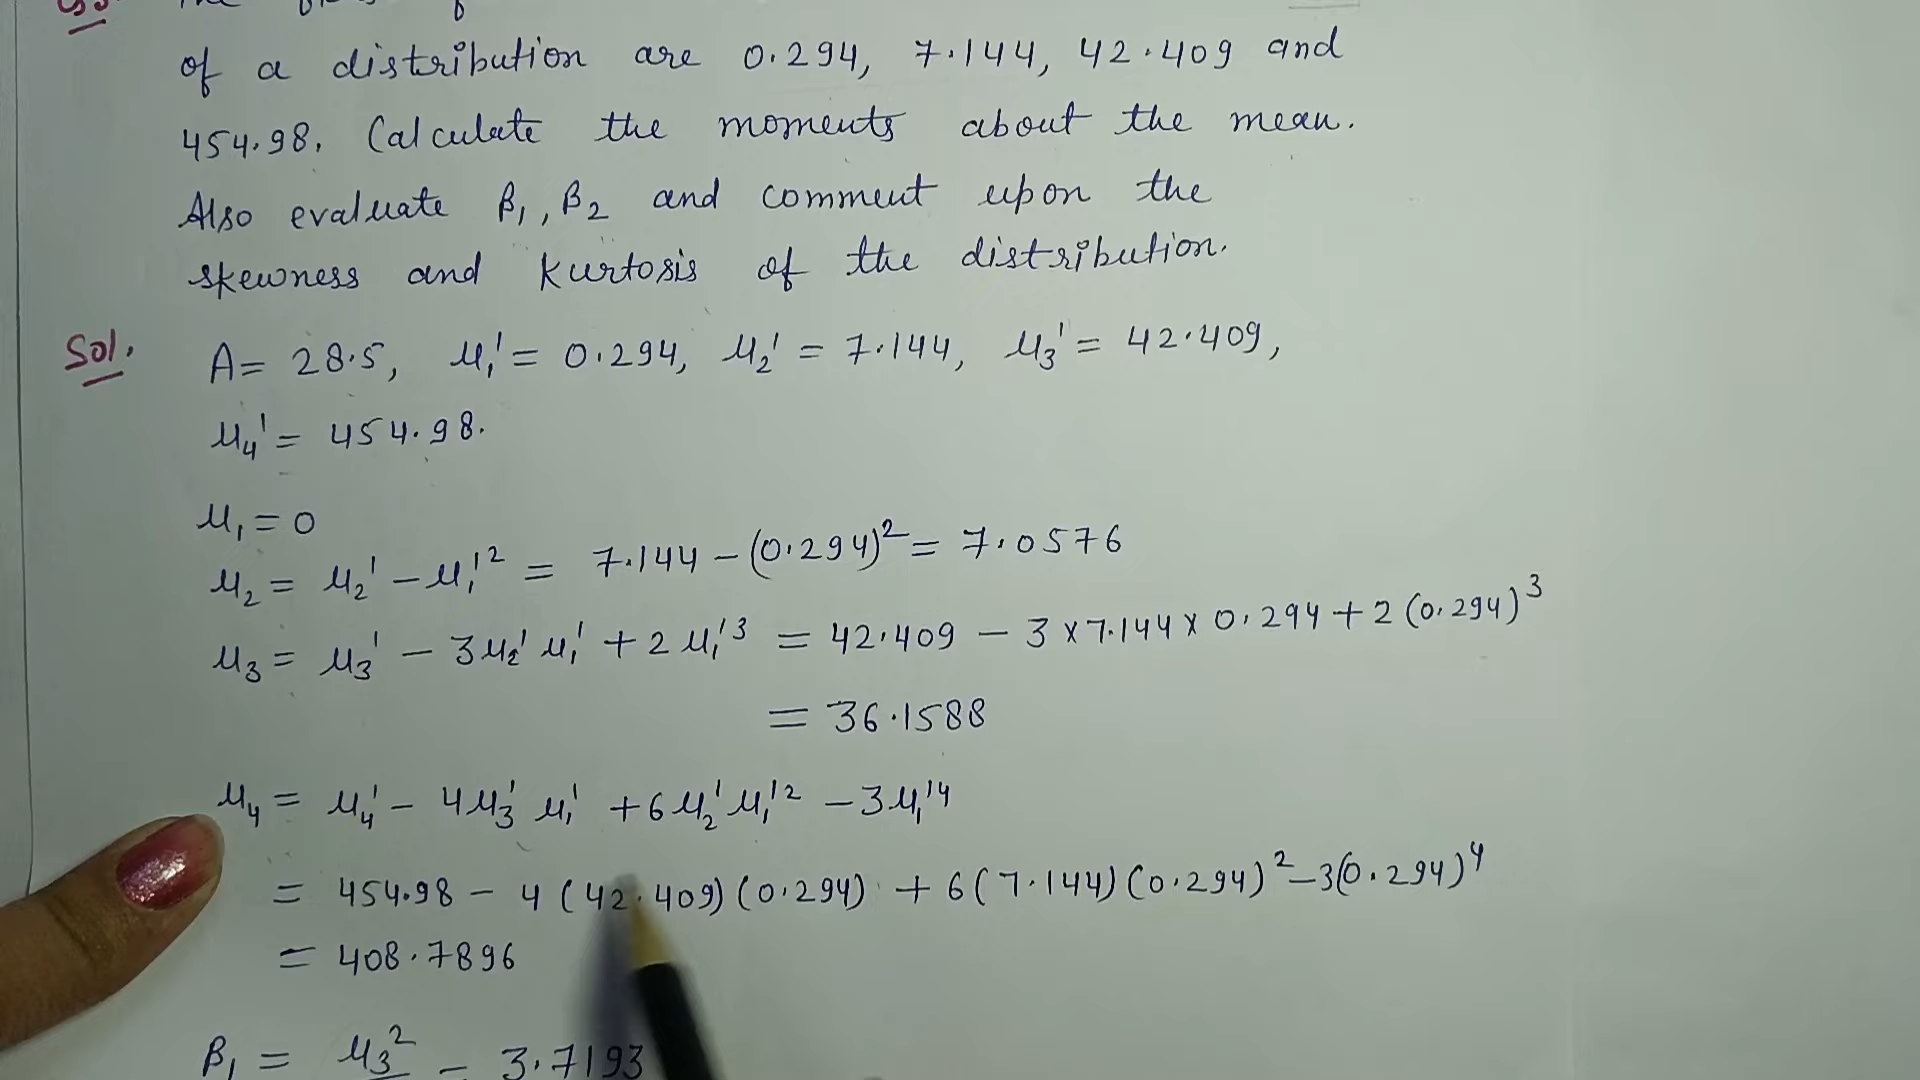 of a distribution are 0.294, 7.144, 42.409 and
454.98. Calculate the moments about the mean.
Also evaluate β₁, β₂ and comment upon the
skewness and kurtosis of the distribution.
Sol. A = 28.5, μ₁' = 0.294, μ₂' = 7.144, μ₃' = 42.409,
μ₄' = 454.98.
μ₁ = 0
μ₂ = μ₂' - μ₁'² = 7.144 - (0.294)² = 7.0576
μ₃ = μ₃' - 3μ₂'μ₁' + 2μ₁'³ = 42.409 - 3×7.144×0.294 + 2(0.294)³
= 36.1588
μ₄ = μ₄' - 4μ₃'μ₁' + 6μ₂'μ₁'² - 3μ₁'⁴
= 454.98 - 4(42.409)(0.294) + 6(7.144)(0.294)² - 3(0.294)⁴
= 408.7896
β₁ = μ₃² = 3.7193